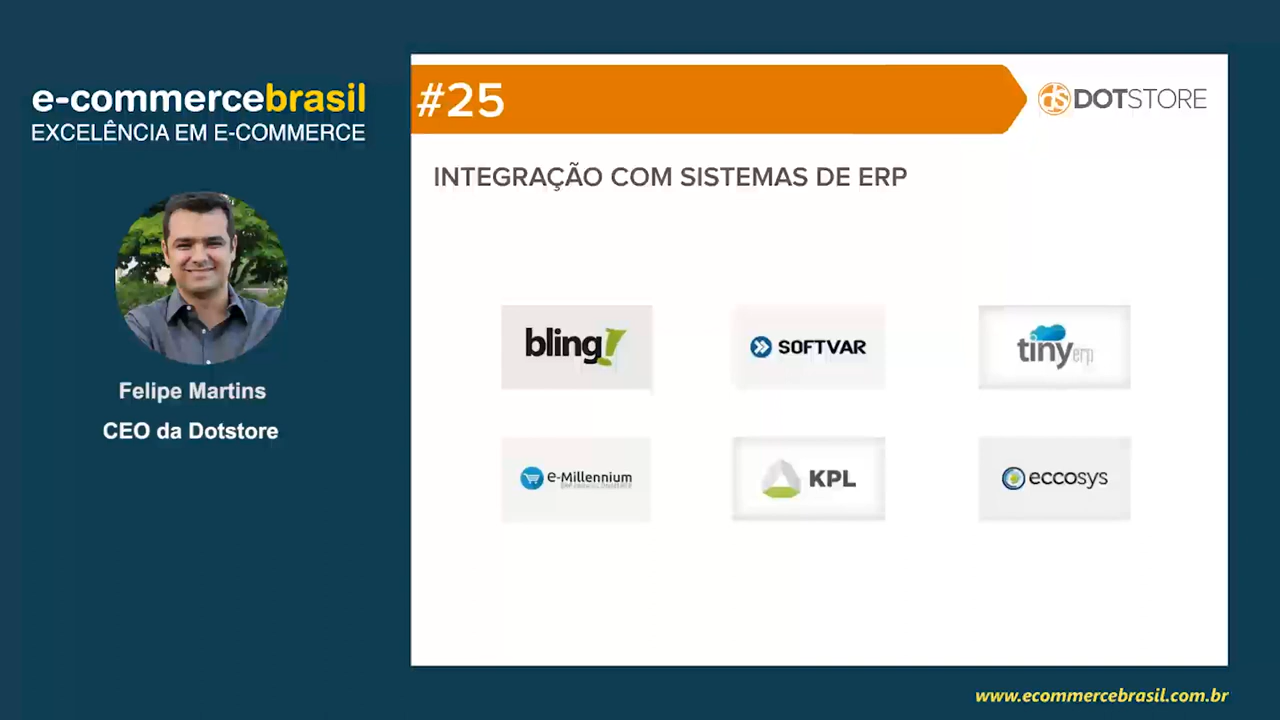 e-commercebrasil
EXCELÊNCIA EM E-COMMERCE
Felipe Martins
CEO da Dotstore
#25
DOTSTORE
INTEGRAÇÃO COM SISTEMAS DE ERP
bling!
SOFTVAR
tiny erp
e-Millennium
KPL
eccosys
www.ecommercebrasil.com.br